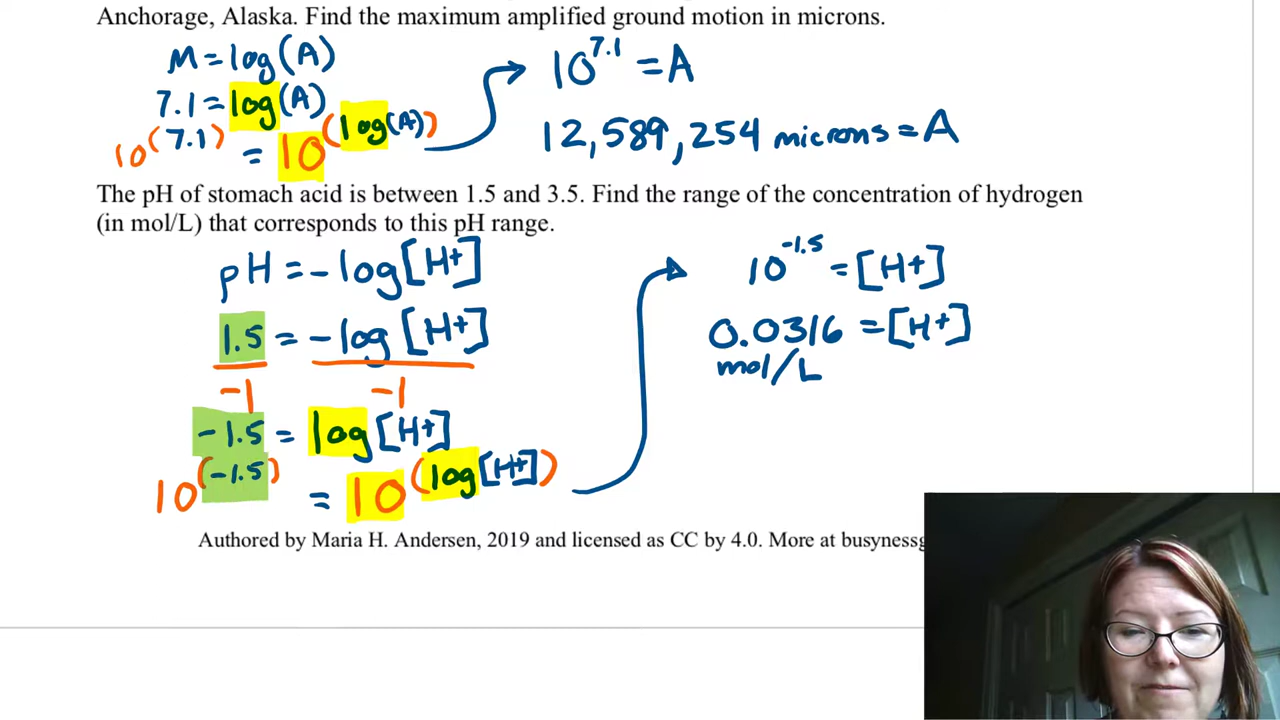 Anchorage, Alaska. Find the maximum amplified ground motion in microns.
M = log(A)
7.1 = log(A)
10^(7.1) = 10^(log(A))
10^7.1 = A
12,589,254 microns = A
The pH of stomach acid is between 1.5 and 3.5. Find the range of the concentration of hydrogen
(in mol/L) that corresponds to this pH range.
pH = -log[H+]
1.5 = -log[H+]
-1 -1
-1.5 = log[H+]
10^(-1.5) = 10^(log[H+])
10^-1.5 = [H+]
0.0316 = [H+]
mol/L
Authored by Maria H. Andersen, 2019 and licensed as CC by 4.0. More at